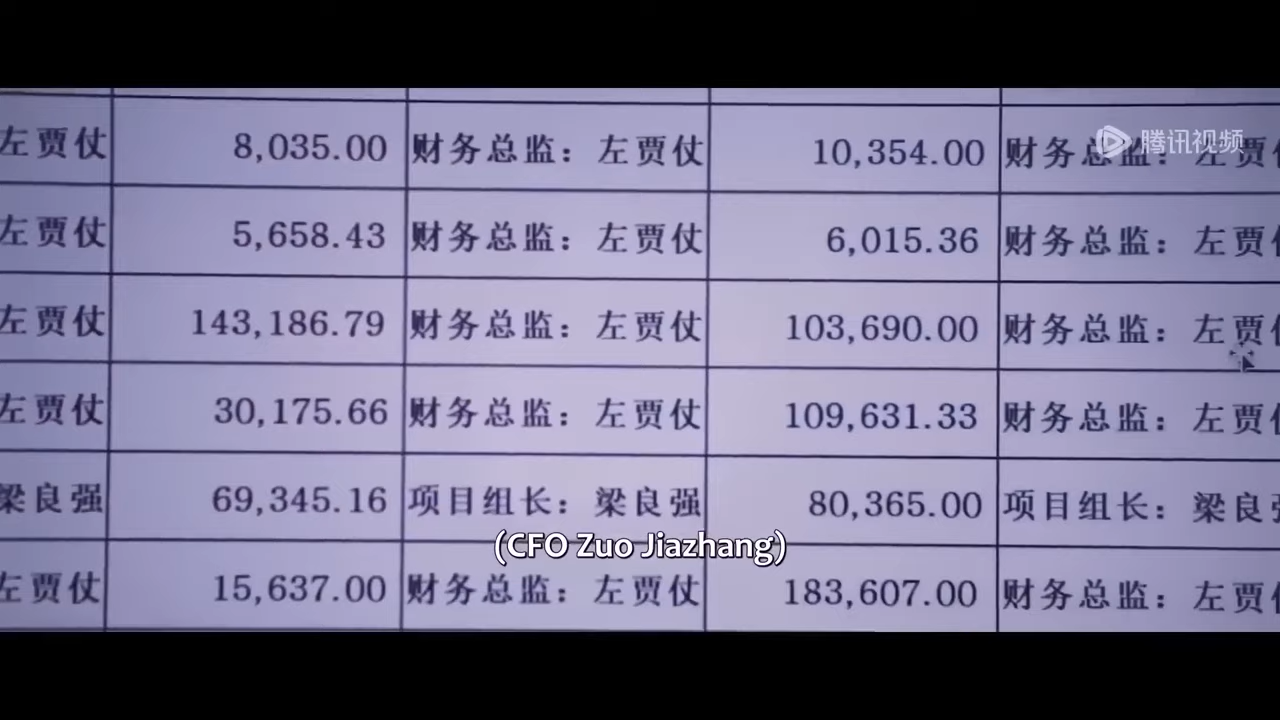 左贾仗 8,035.00 财务总监：左贾仗 10,354.00 财务总监：左贾
腾讯视频
左贾仗 5,658.43 财务总监：左贾仗 6,015.36 财务总监：左贾
左贾仗 143,186.79 财务总监：左贾仗 103,690.00 财务总监：左贾
左贾仗 30,175.66 财务总监：左贾仗 109,631.33 财务总监：左贾
梁良强 69,345.16 项目组长：梁良强 80,365.00 项目组长：梁良强
(CFO Zuo Jiazhang)
左贾仗 15,637.00 财务总监：左贾仗 183,607.00 财务总监：左贾